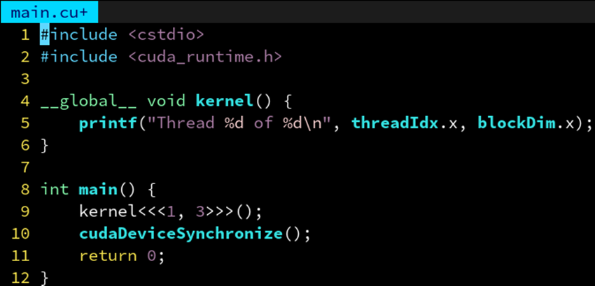 main.cu+
1 #include <cstdio>
2 #include <cuda_runtime.h>
3
4 __global__ void kernel() {
5     printf("Thread %d of %d\n", threadIdx.x, blockDim.x);
6 }
7
8 int main() {
9     kernel<<<1, 3>>>();
10     cudaDeviceSynchronize();
11     return 0;
12 }